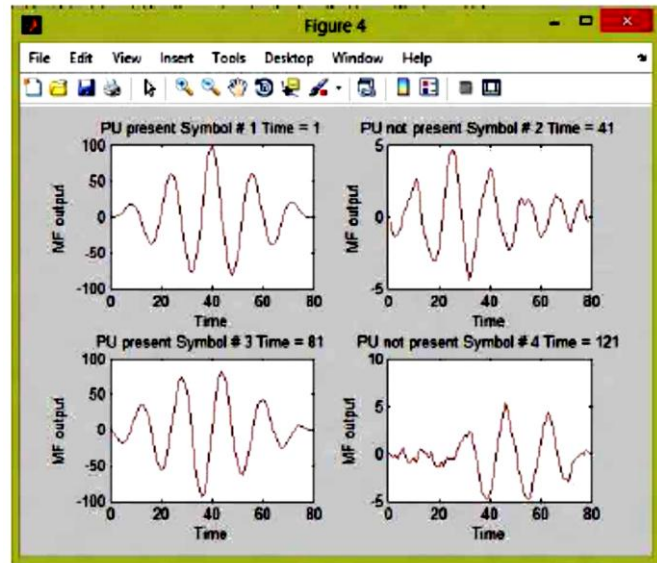 Figure 4
File Edit View Insert Tools Desktop Window Help
PU present Symbol # 1 Time = 1
100
50
0
-50
-100
MF output
0 20 40 60 80
Time
PU not present Symbol # 2 Time = 41
5
0
-5
MF output
0 20 40 60 80
Time
PU present Symbol # 3 Time = 81
100
50
0
-50
-100
MF output
0 20 40 60 80
Time
PU not present Symbol # 4 Time = 121
10
5
0
-5
MF output
0 20 40 60 80
Time